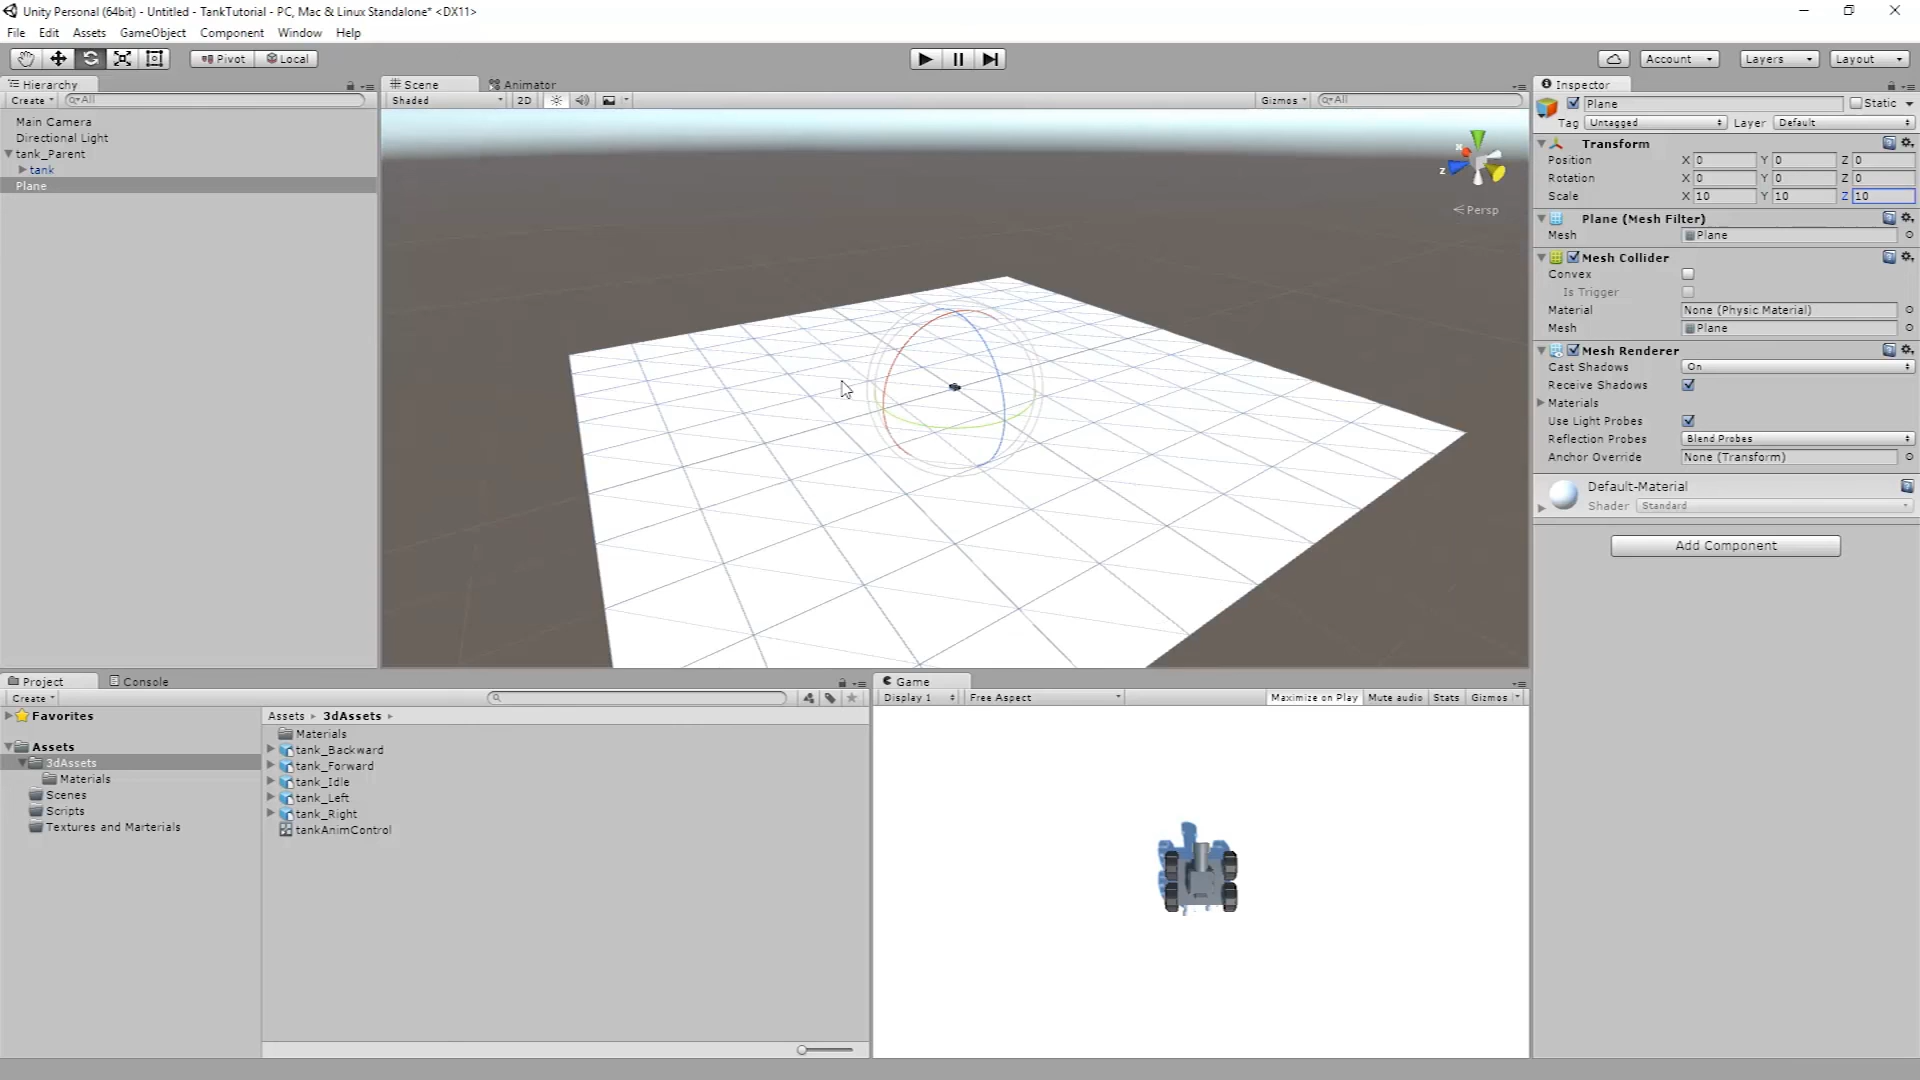 Unity Personal (64bit) - Untitled - TankTutorial - PC, Mac & Linux Standalone* <DX11>
File Edit Assets GameObject Component Window Help
Pivot Local Account Layers Layout
Hierarchy
Create All
Main Camera
Directional Light
tank_Parent
tank
Plane
Scene Animator
Shaded 2D Gizmos All
x
z
Persp
Inspector
Plane Static
Tag Untagged Layer Default
Transform
Position X 0 Y 0 Z 0
Rotation X 0 Y 0 Z 0
Scale X 10 Y 10 Z 10
Plane (Mesh Filter)
Mesh Plane
Mesh Collider
Convex
Is Trigger
Material None (Physic Material)
Mesh Plane
Mesh Renderer
Cast Shadows On
Receive Shadows
Materials
Use Light Probes
Reflection Probes Blend Probes
Anchor Override None (Transform)
Default-Material
Shader Standard
Add Component
Project Console
Create
Favorites
Assets
3dAssets
Materials
Scenes
Scripts
Textures and Marterials
Assets 3dAssets
Materials
tank_Backward
tank_Forward
tank_Idle
tank_Left
tank_Right
tankAnimControl
Game
Display 1 Free Aspect Maximize on Play Mute audio Stats Gizmos